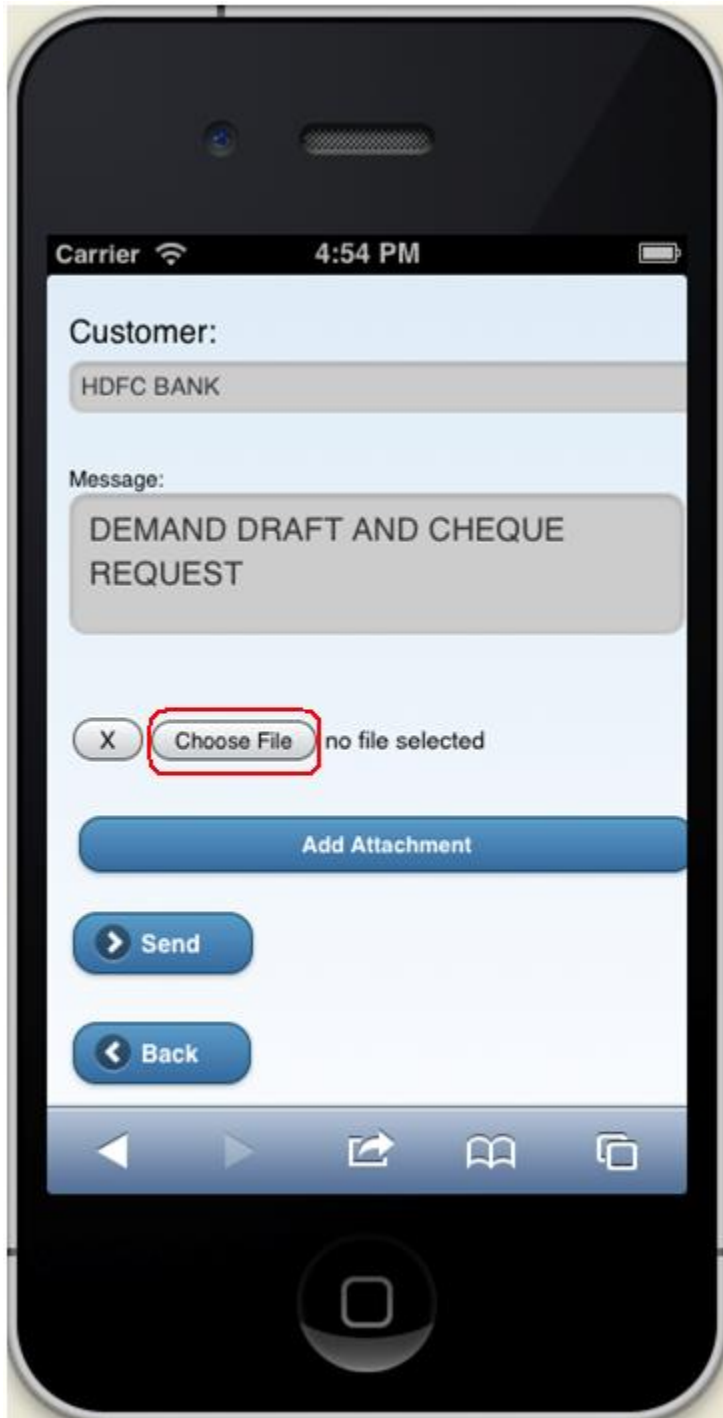 Carrier 4:54 PM
Customer:
HDFC BANK
Message:
DEMAND DRAFT AND CHEQUE
REQUEST
X Choose File no file selected
Add Attachment
Send
Back